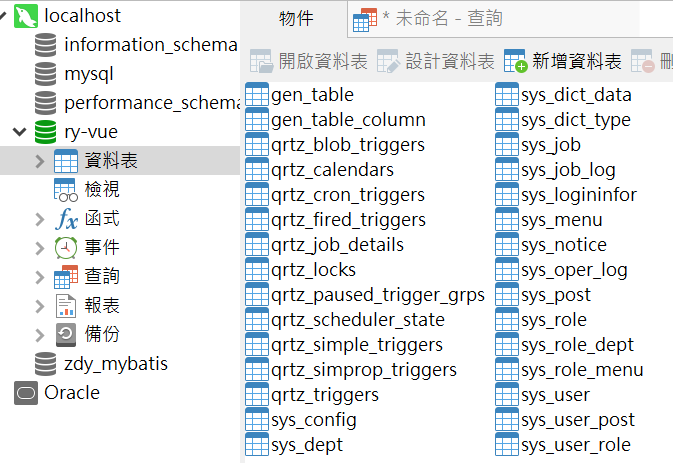 localhost
information_schema
mysql
performance_schema
ry-vue
資料表
檢視
函式
事件
查詢
報表
備份
zdy_mybatis
Oracle
物件
* 未命名 - 查詢
開啟資料表 設計資料表 新增資料表
gen_table
gen_table_column
qrtz_blob_triggers
qrtz_calendars
qrtz_cron_triggers
qrtz_fired_triggers
qrtz_job_details
qrtz_locks
qrtz_paused_trigger_grps
qrtz_scheduler_state
qrtz_simple_triggers
qrtz_simprop_triggers
qrtz_triggers
sys_config
sys_dept
sys_dict_data
sys_dict_type
sys_job
sys_job_log
sys_logininfor
sys_menu
sys_notice
sys_oper_log
sys_post
sys_role
sys_role_dept
sys_role_menu
sys_user
sys_user_post
sys_user_role